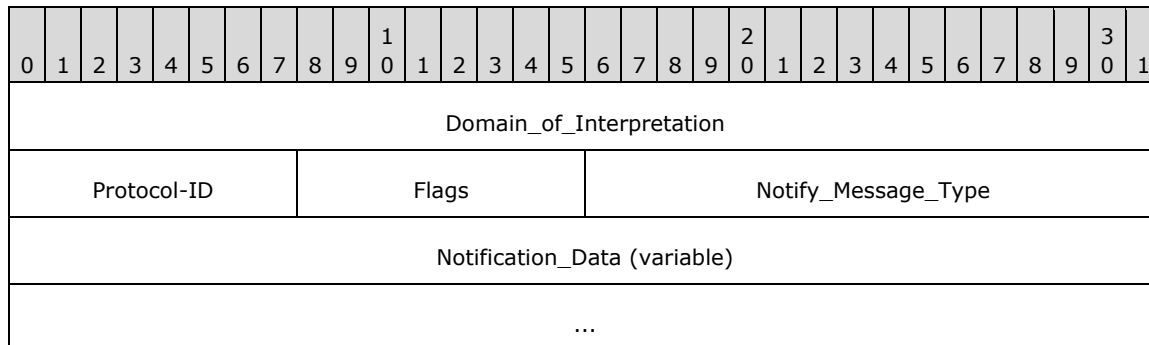 1 2 3
0 1 2 3 4 5 6 7 8 9 0 1 2 3 4 5 6 7 8 9 0 1 2 3 4 5 6 7 8 9 0 1
Domain_of_Interpretation
Protocol-ID Flags Notify_Message_Type
Notification_Data (variable)
...